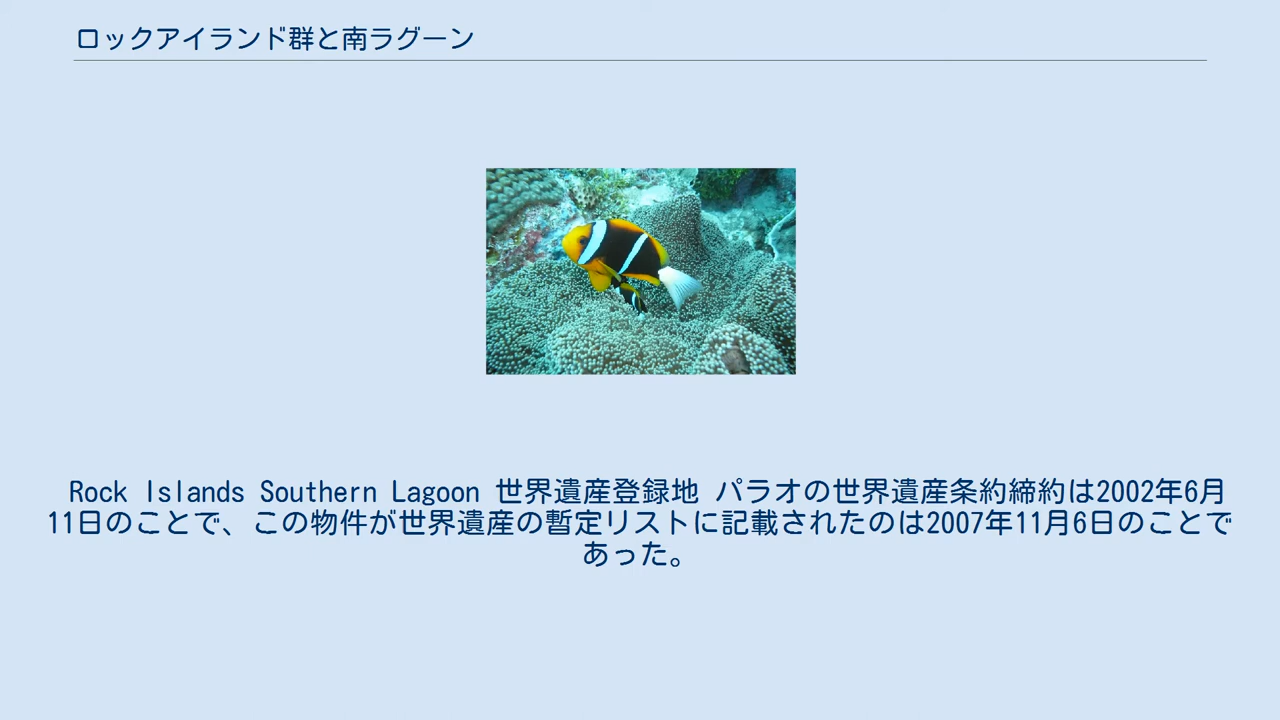 ロックアイランド群と南ラグーン
Rock Islands Southern Lagoon 世界遺産登録地 パラオの世界遺産条約締約は2002年6月
11日のことで、この物件が世界遺産の暫定リストに記載されたのは2007年11月6日のことで
あった。